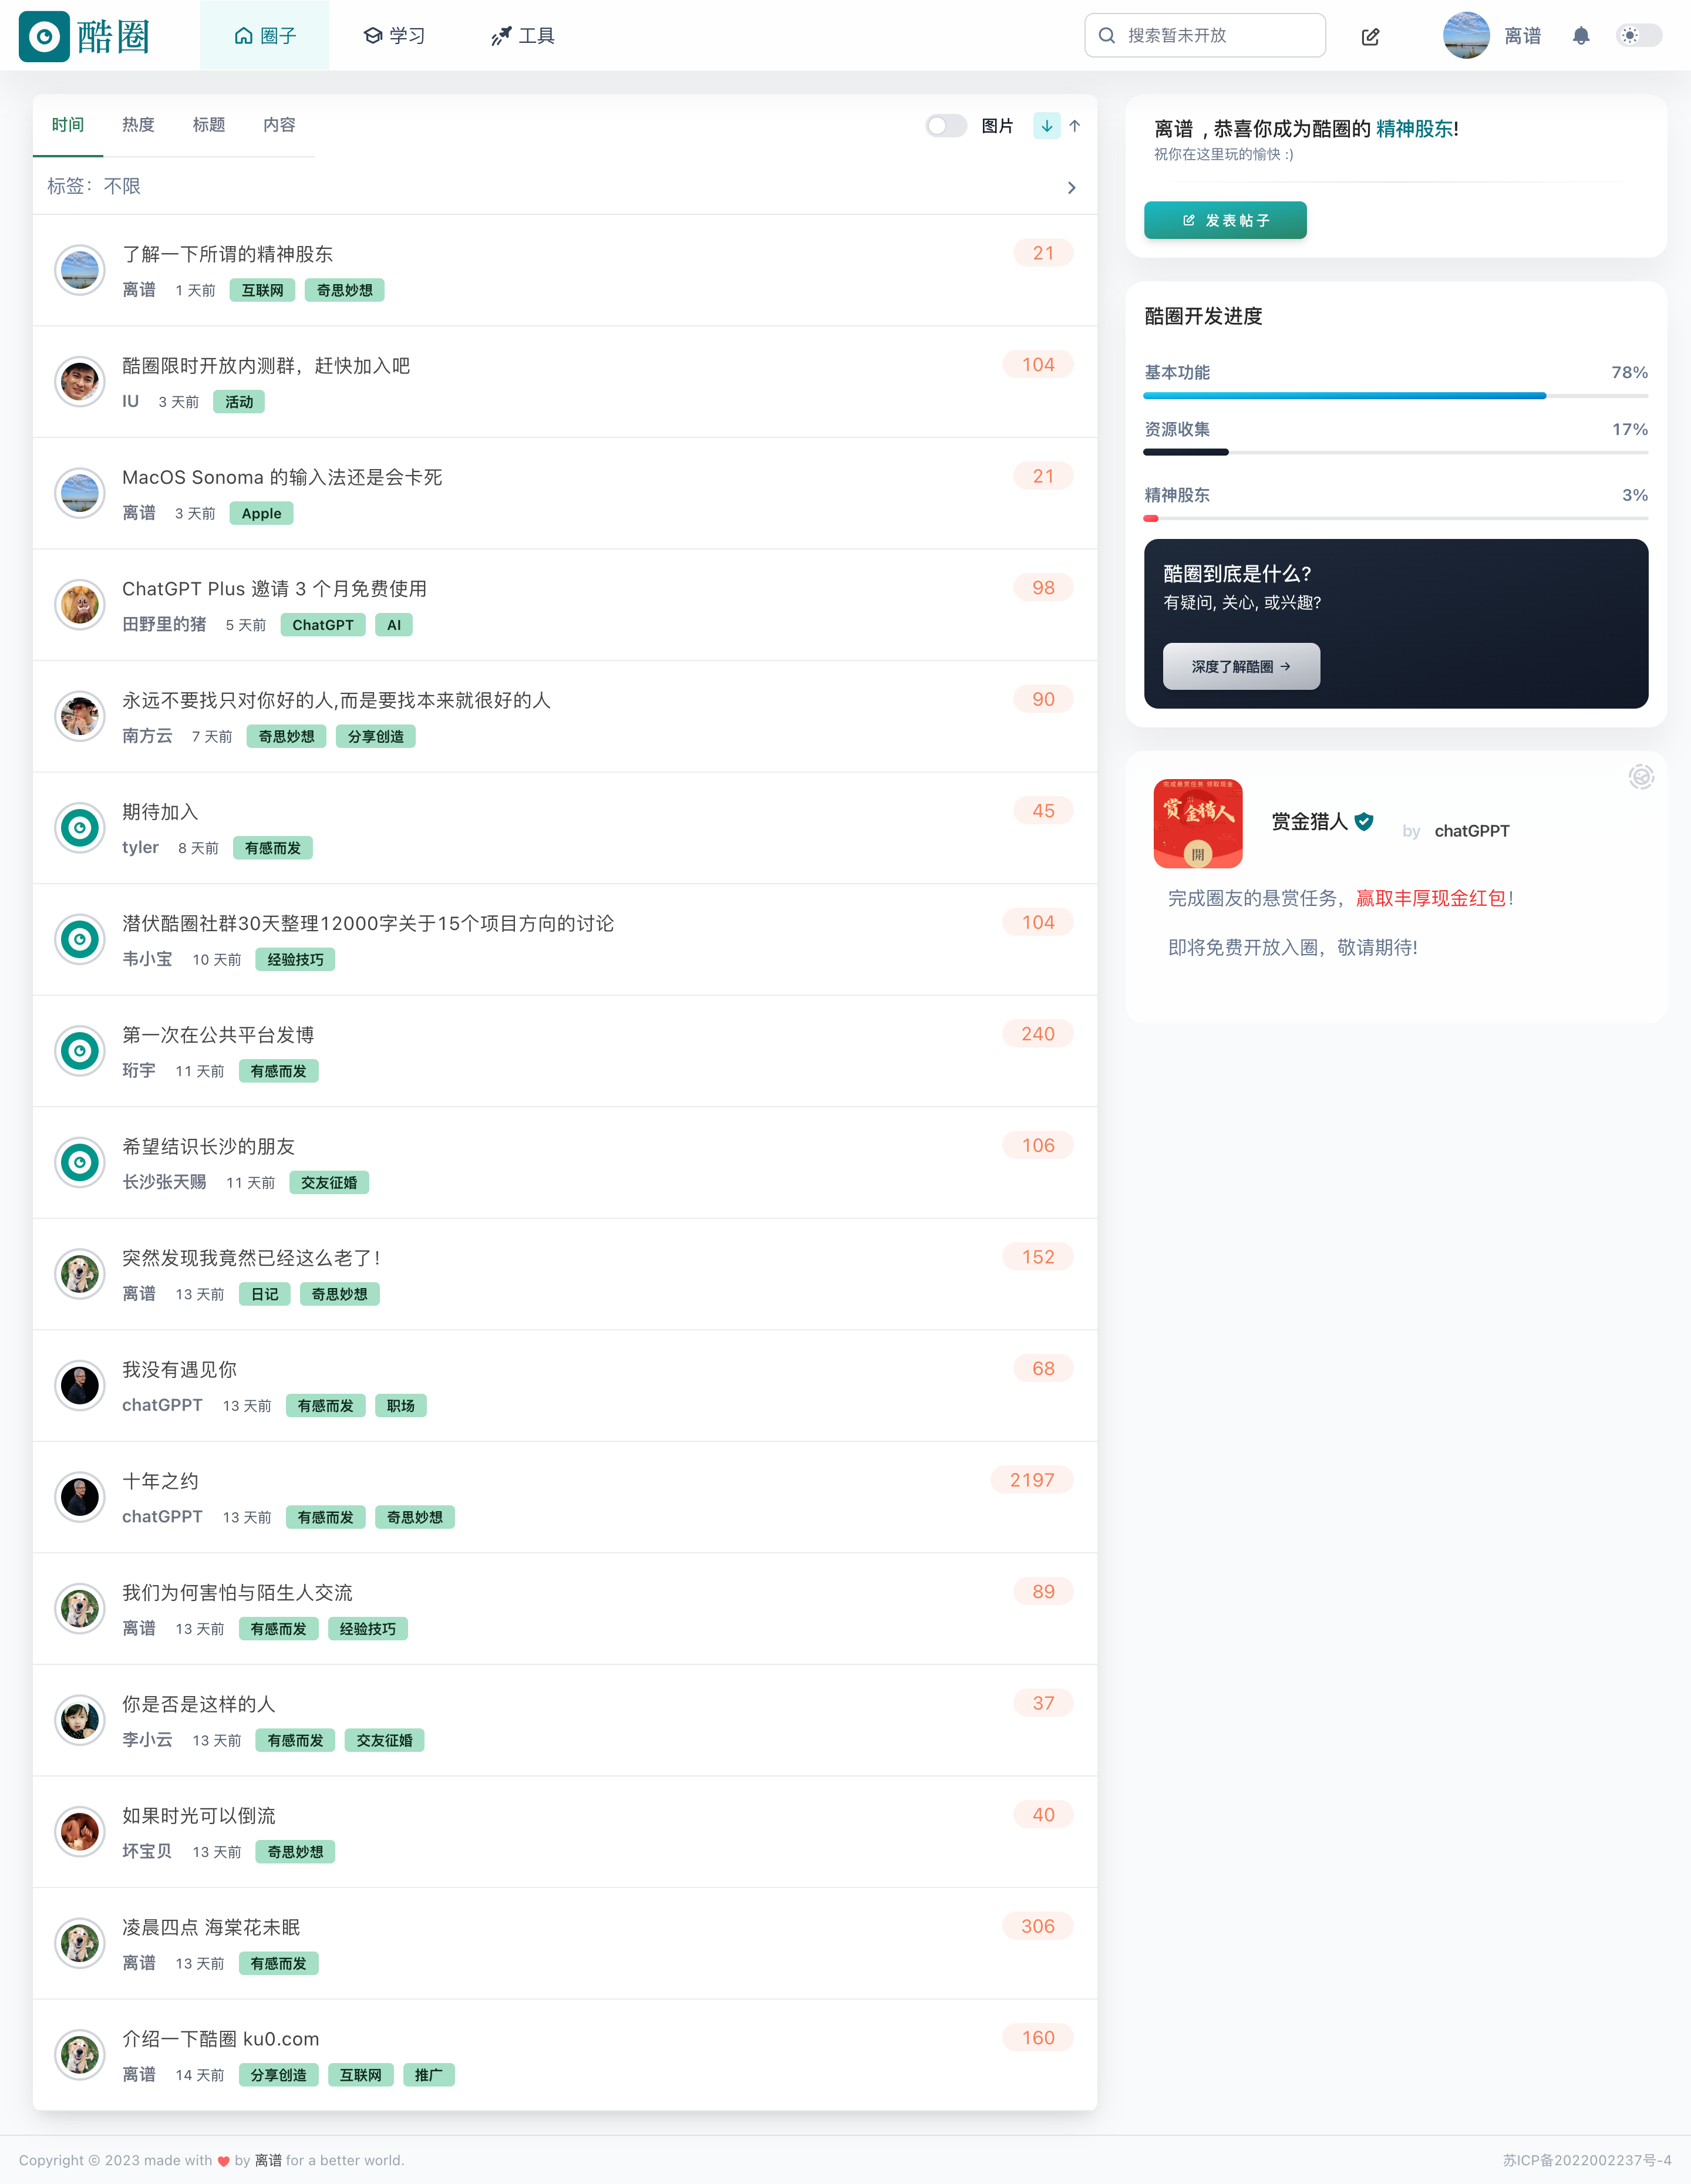 酷圈
圈子
学习
工具
搜索暂未开放
离谱
时间
热度
标题
内容
图片
标签：不限
了解一下所谓的精神股东
21
离谱 1 天前 互联网 奇思妙想
酷圈限时开放内测群，赶快加入吧
104
IU 3 天前 活动
MacOS Sonoma 的输入法还是会卡死
21
离谱 3 天前 Apple
ChatGPT Plus 邀请 3 个月免费使用
98
田野里的猪 5 天前 ChatGPT AI
永远不要找只对你好的人,而是要找本来就很好的人
90
南方云 7 天前 奇思妙想 分享创造
期待加入
45
tyler 8 天前 有感而发
潜伏酷圈社群30天整理12000字关于15个项目方向的讨论
104
韦小宝 10 天前 经验技巧
第一次在公共平台发博
240
珩宇 11 天前 有感而发
希望结识长沙的朋友
106
长沙张天赐 11 天前 交友征婚
突然发现我竟然已经这么老了！
152
离谱 13 天前 日记 奇思妙想
我没有遇见你
68
chatGPPT 13 天前 有感而发 职场
十年之约
2197
chatGPPT 13 天前 有感而发 奇思妙想
我们为何害怕与陌生人交流
89
离谱 13 天前 有感而发 经验技巧
你是否是这样的人
37
李小云 13 天前 有感而发 交友征婚
如果时光可以倒流
40
坏宝贝 13 天前 奇思妙想
凌晨四点 海棠花未眠
306
离谱 13 天前 有感而发
介绍一下酷圈 ku0.com
160
离谱 14 天前 分享创造 互联网 推广
离谱 , 恭喜你成为酷圈的 精神股东!
祝你在这里玩的愉快 :)
发表帖子
酷圈开发进度
基本功能 78%
资源收集 17%
精神股东 3%
酷圈到底是什么?
有疑问, 关心, 或兴趣?
深度了解酷圈 →
完成悬赏任务 领取现金
赏金猎人
開
赏金猎人 by chatGPPT
完成圈友的悬赏任务，赢取丰厚现金红包！
即将免费开放入圈，敬请期待!
Copyright © 2023 made with ❤ by 离谱 for a better world.
苏ICP备2022002237号-4